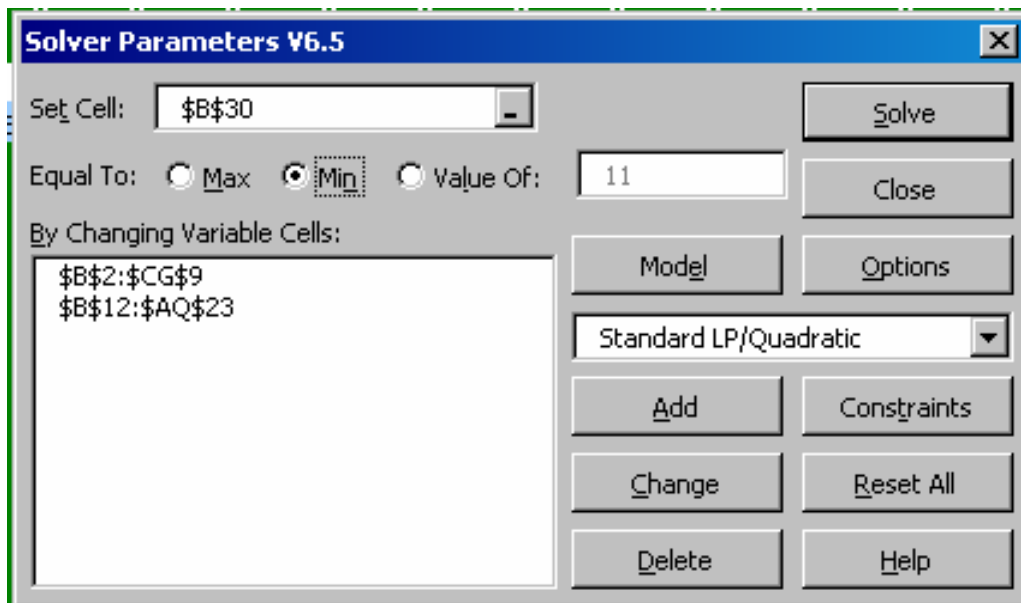 Solver Parameters V6.5
Set Cell: $B$30
Solve
Equal To: Max Min Value Of: 11
Close
By Changing Variable Cells:
$B$2:$CG$9
$B$12:$AQ$23
Model
Options
Standard LP/Quadratic
Add
Constraints
Change
Reset All
Delete
Help